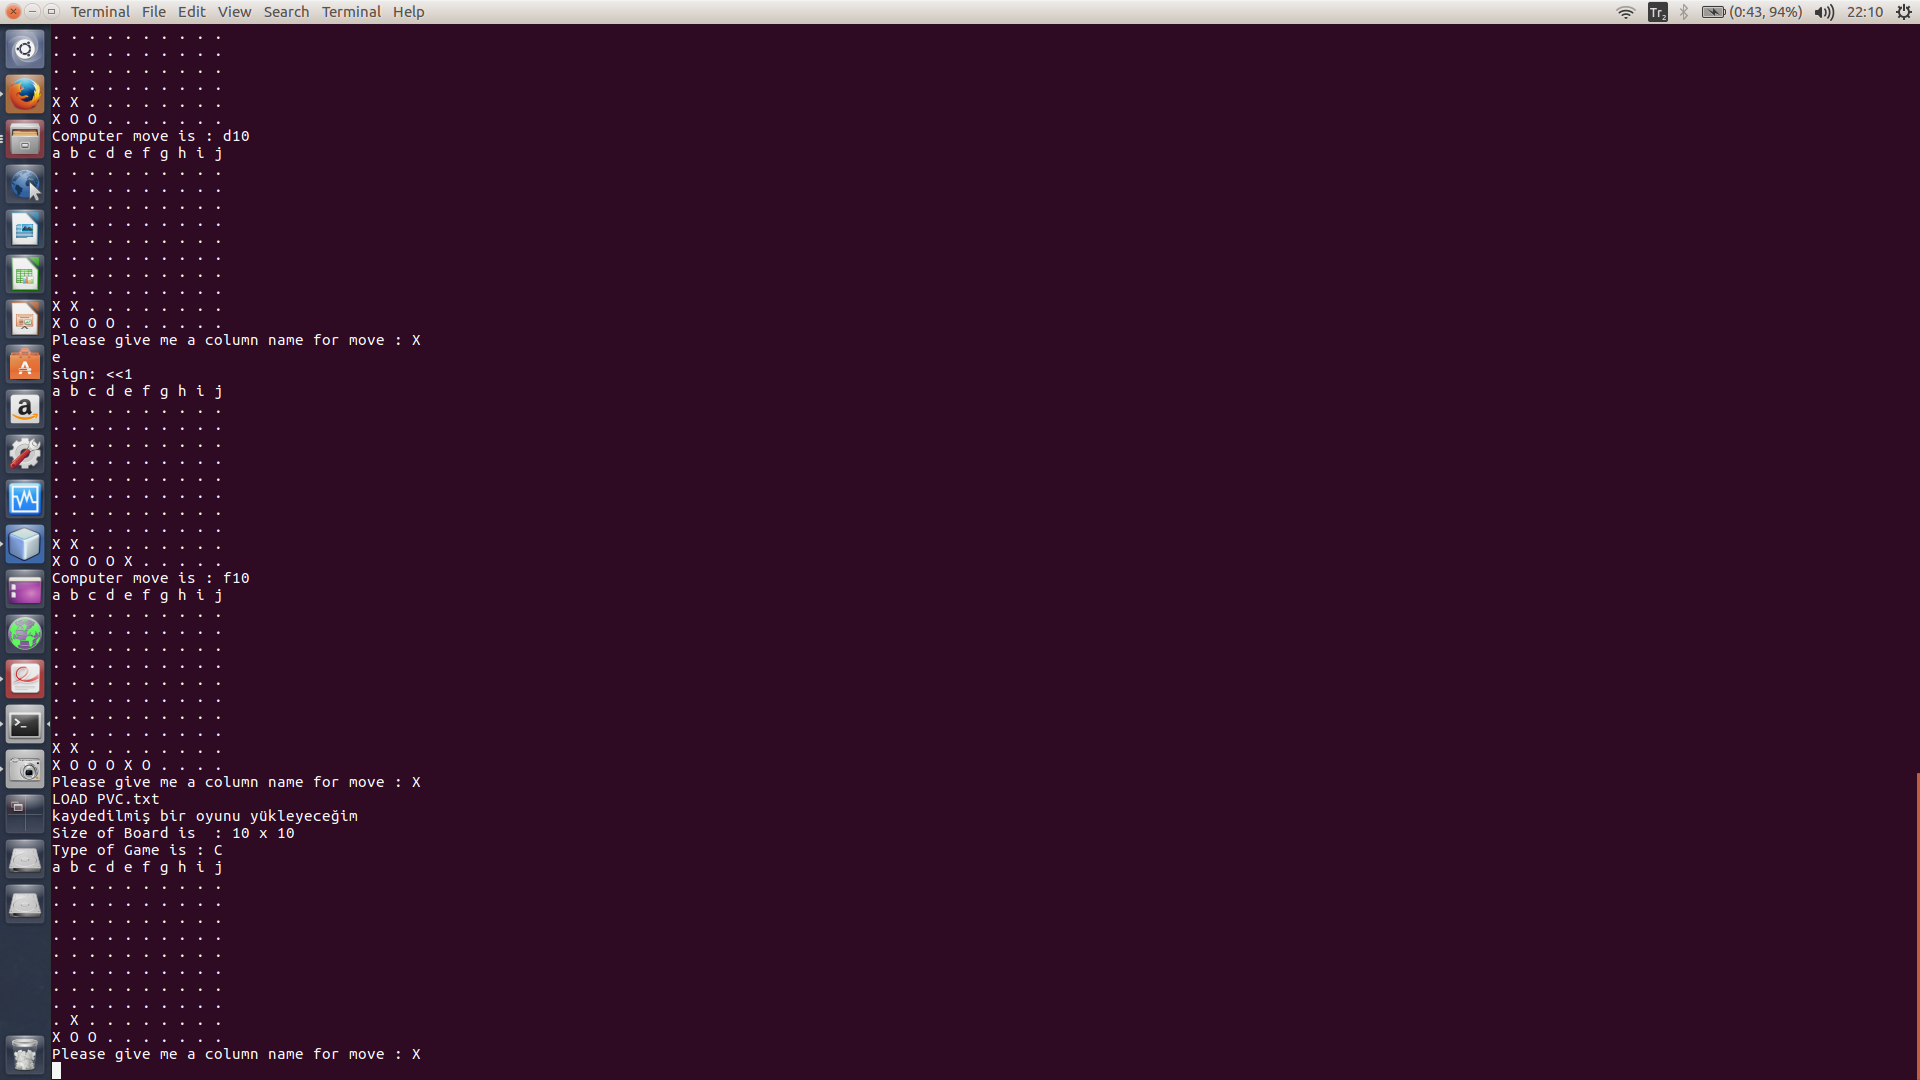 Terminal File Edit View Search Terminal Help
Tr2 (0:43, 94%) 22:10
. . . . . . . . . .
. . . . . . . . . .
. . . . . . . . . .
. . . . . . . . . .
X X . . . . . . . .
X O O . . . . . . .
Computer move is : d10
a b c d e f g h i j
. . . . . . . . . .
. . . . . . . . . .
. . . . . . . . . .
. . . . . . . . . .
. . . . . . . . . .
. . . . . . . . . .
. . . . . . . . . .
. . . . . . . . . .
X X . . . . . . . .
X O O O . . . . . .
Please give me a column name for move : X
e
sign: <<1
a b c d e f g h i j
. . . . . . . . . .
. . . . . . . . . .
. . . . . . . . . .
. . . . . . . . . .
. . . . . . . . . .
. . . . . . . . . .
. . . . . . . . . .
. . . . . . . . . .
X X . . . . . . . .
X O O O X . . . . .
Computer move is : f10
a b c d e f g h i j
. . . . . . . . . .
. . . . . . . . . .
. . . . . . . . . .
. . . . . . . . . .
. . . . . . . . . .
. . . . . . . . . .
. . . . . . . . . .
. . . . . . . . . .
X X . . . . . . . .
X O O O X O . . . .
Please give me a column name for move : X
LOAD PVC.txt
kaydedilmiş bir oyunu yükleyeceğim
Size of Board is  : 10 x 10
Type of Game is : C
a b c d e f g h i j
. . . . . . . . . .
. . . . . . . . . .
. . . . . . . . . .
. . . . . . . . . .
. . . . . . . . . .
. . . . . . . . . .
. . . . . . . . . .
. . . . . . . . . .
. X . . . . . . . .
X O O . . . . . . .
Please give me a column name for move : X